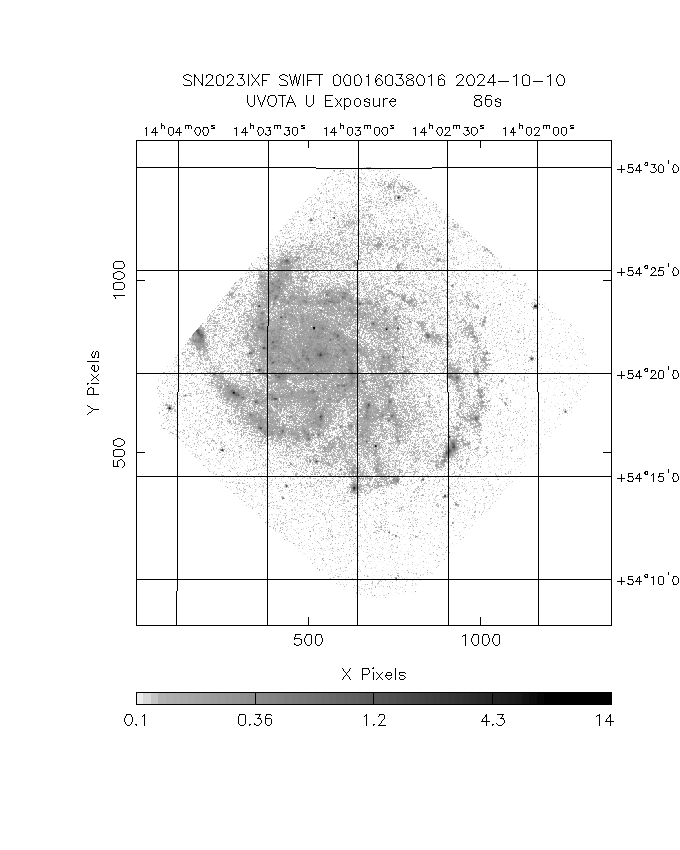 SN2023IXF SWIFT 00016038016 2024-10-10
UVOTA U Exposure 86s
14h04m00s 14h03m30s 14h03m00s 14h02m30s 14h02m00s
+54°30'0
+54°25'0
+54°20'0
+54°15'0
+54°10'0
1000
500
Y Pixels
500 1000
X Pixels
0.1 0.36 1.2 4.3 14